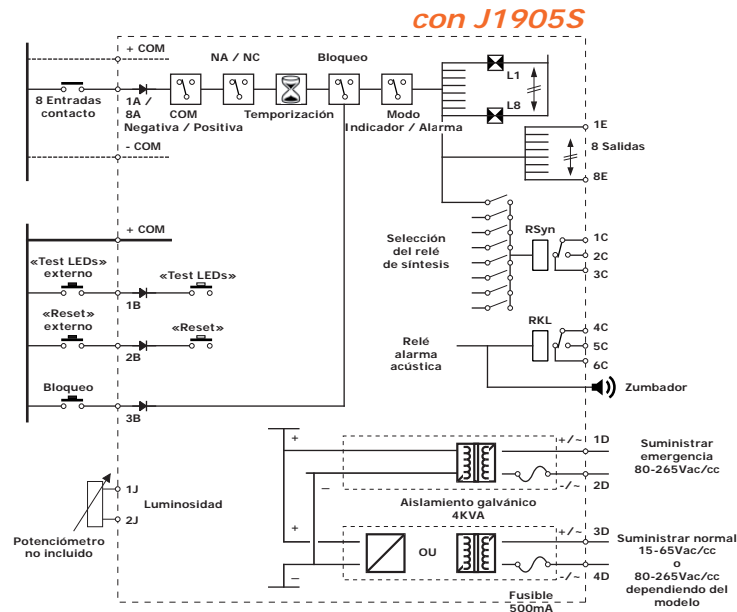 con J1905S
+ COM
NA / NC
Bloqueo
L1
8 Entradas
contacto
1A /
8A
COM
Negativa / Positiva
Temporización
Modo
Indicador / Alarma
L8
1E
8 Salidas
8E
- COM
+ COM
Selección
del relé
de síntesis
RSyn
1C
2C
3C
«Test LEDs»
externo
«Test LEDs»
1B
«Reset»
externo
«Reset»
2B
Relé
alarma
acústica
RKL
4C
5C
6C
Zumbador
Bloqueo
3B
+
+/~
1D
Suministrar
emergencia
80-265Vac/cc
-/~
2D
–
Aislamiento galvánico
4KVA
1J
Luminosidad
2J
Potenciómetro
no incluido
+
OU
+/~
3D
Suministrar normal
15-65Vac/cc
o
80-265Vac/cc
dependiendo del
modelo
-/~
4D
–
Fusible
500mA